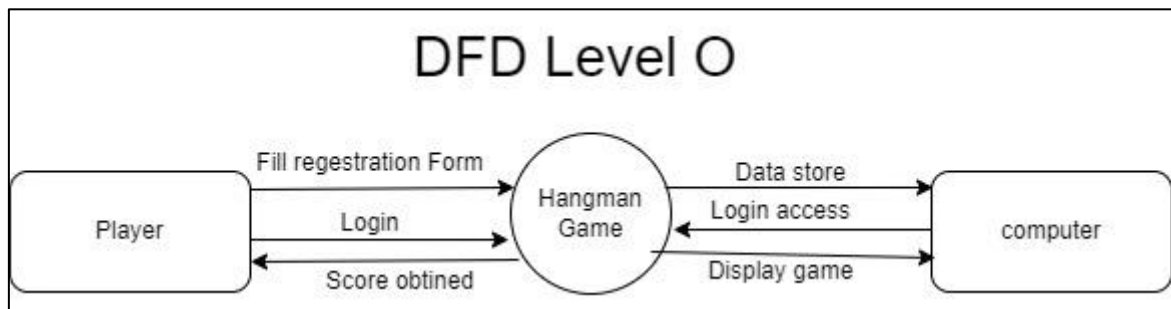 DFD Level O
Fill regestration Form
Data store
Player
Login
Hangman
Game
Login access
computer
Score obtined
Display game